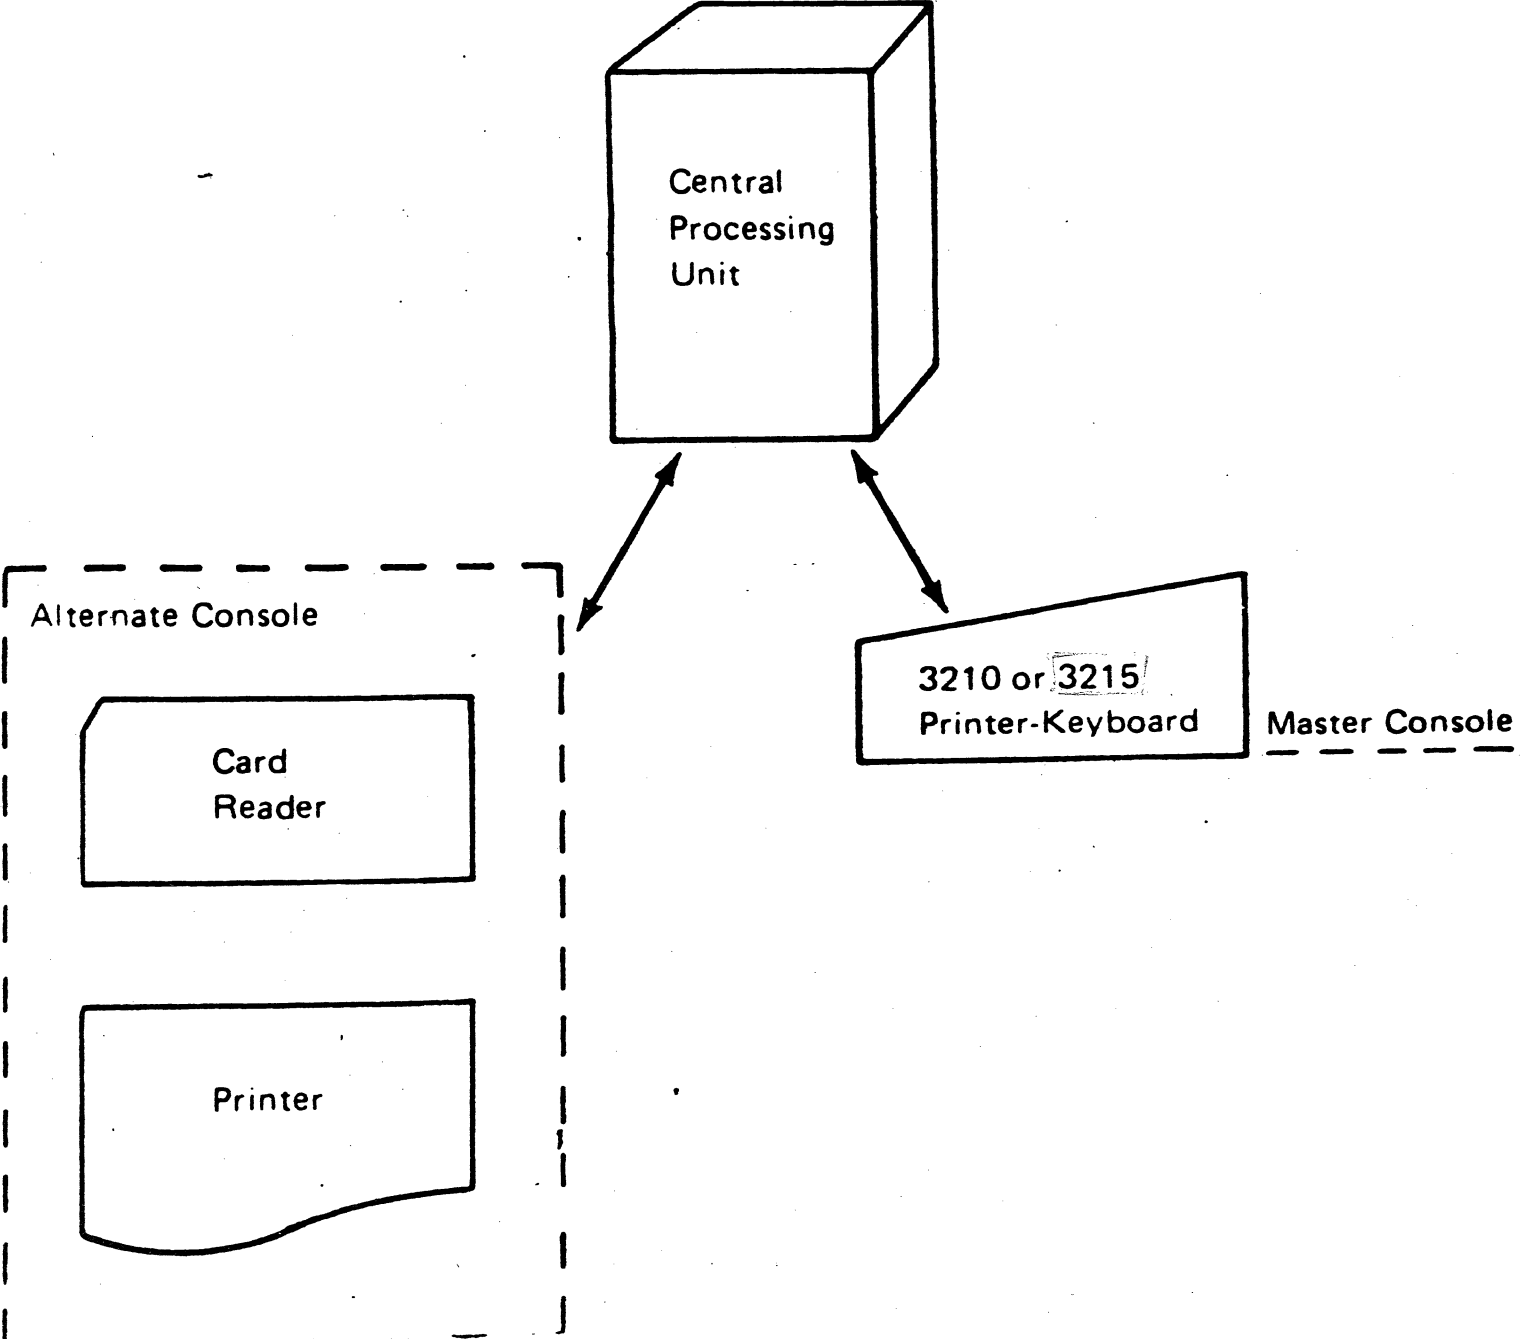 Central
Processing
Unit
Alternate Console
Card
Reader
Printer
3210 or 3215
Printer-Keyboard
Master Console